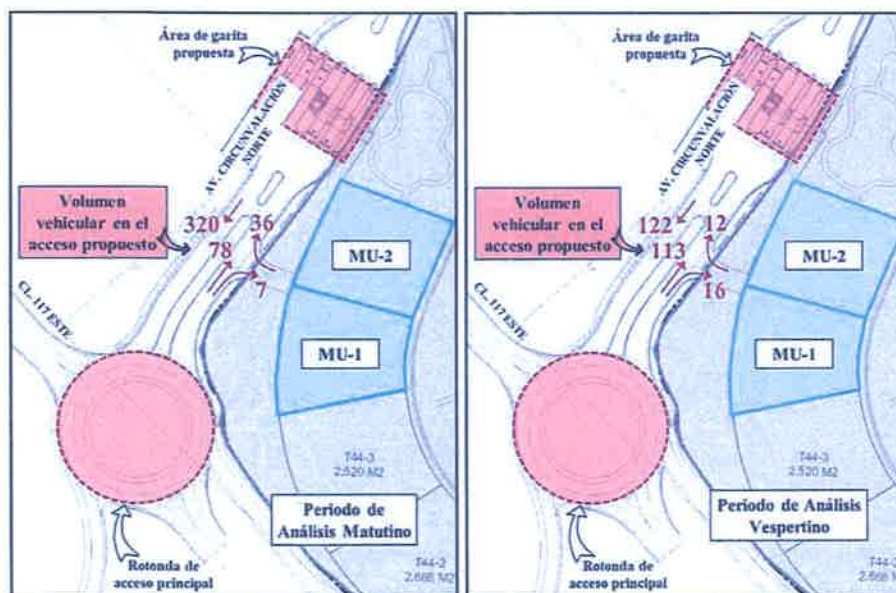 Área de garita
propuesta
AV. CIRCUNVALACIÓN
NORTE
Volumen
vehicular en el
acceso propuesto
320
36
78
7
MU-2
MU-1
CL. 117 ESTE
T44-3
2.520 M2
Periodo de
Análisis Matutino
T44-2
Rotonda de
acceso principal
Área de garita
propuesta
AV. CIRCUNVALACIÓN
NORTE
Volumen
vehicular en el
acceso propuesto
122
12
113
16
MU-2
MU-1
CL. 117 ESTE
T44-3
2.520 M2
Periodo de Análisis
Vespertino
Rotonda de
acceso principal